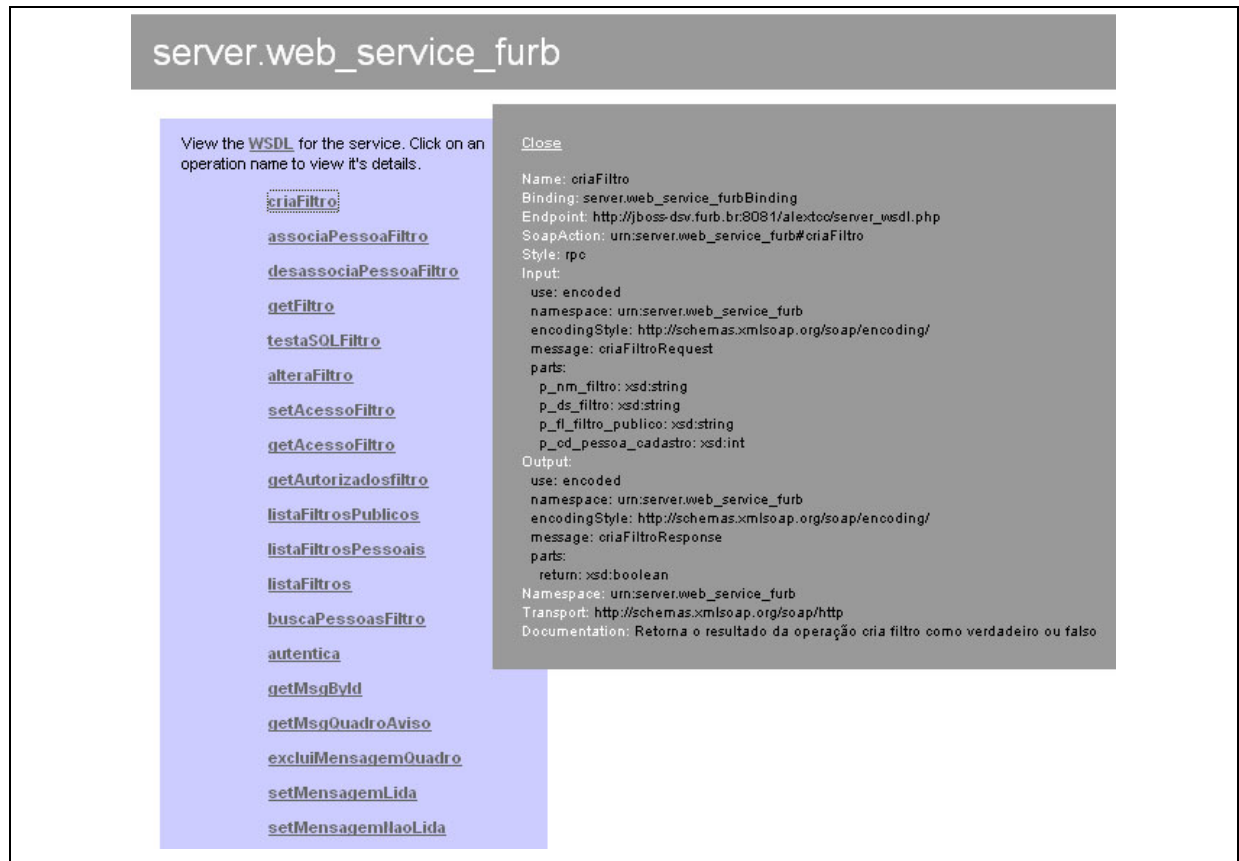 server.web_service_furb
View the WSDL for the service. Click on an
operation name to view it's details.
criaFiltro
associaPessoaFiltro
desassociaPessoaFiltro
getFiltro
testaSQLFiltro
alteraFiltro
setAcessoFiltro
getAcessoFiltro
getAutorizadosfiltro
listaFiltrosPublicos
listaFiltrosPessoais
listaFiltros
buscaPessoasFiltro
autentica
getMsgById
getMsgQuadroAviso
excluiMensagemQuadro
setMensagemLida
setMensagemNaoLida
Close
Name: criaFiltro
Binding: server.web_service_furbBinding
Endpoint: http://jboss-dsv.furb.br:8081/alextcc/server_wsdl.php
SoapAction: urn:server.web_service_furb#criaFiltro
Style: rpc
Input:
use: encoded
namespace: urn:server.web_service_furb
encodingStyle: http://schemas.xmlsoap.org/soap/encoding/
message: criaFiltroRequest
parts:
p_nm_filtro: xsd:string
p_ds_filtro: xsd:string
p_fl_filtro_publico: xsd:string
p_cd_pessoa_cadastro: xsd:int
Output:
use: encoded
namespace: urn:server.web_service_furb
encodingStyle: http://schemas.xmlsoap.org/soap/encoding/
message: criaFiltroResponse
parts:
return: xsd:boolean
Namespace: urn:server.web_service_furb
Transport: http://schemas.xmlsoap.org/soap/http
Documentation: Retorna o resultado da operação cria filtro como verdadeiro ou falso